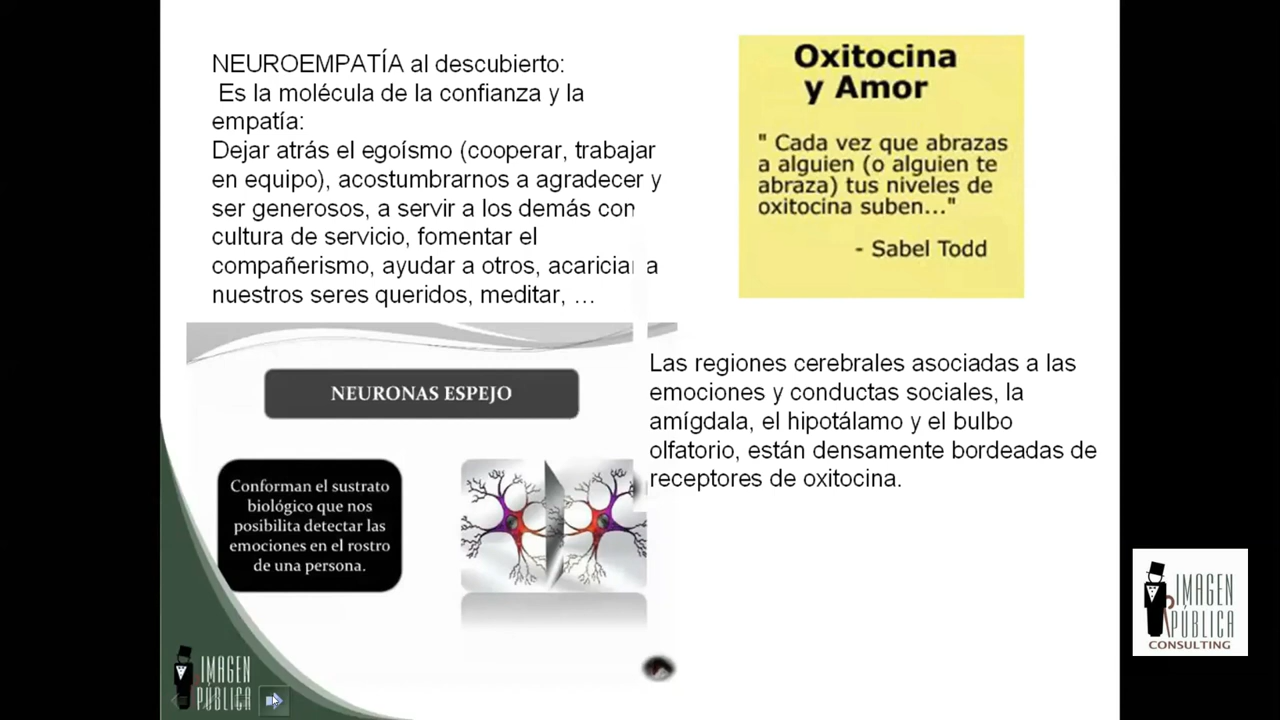 NEUROEMPATÍA al descubierto:
Es la molécula de la confianza y la
empatía:
Dejar atrás el egoísmo (cooperar, trabajar
en equipo), acostumbrarnos a agradecer y
ser generosos, a servir a los demás con
cultura de servicio, fomentar el
compañerismo, ayudar a otros, acariciar a
nuestros seres queridos, meditar, …
Oxitocina
y Amor
" Cada vez que abrazas
a alguien (o alguien te
abraza) tus niveles de
oxitocina suben..."
- Sabel Todd
NEURONAS ESPEJO
Conforman el sustrato
biológico que nos
posibilita detectar las
emociones en el rostro
de una persona.
Las regiones cerebrales asociadas a las
emociones y conductas sociales, la
amígdala, el hipotálamo y el bulbo
olfatorio, están densamente bordeadas de
receptores de oxitocina.
IMAGEN
PÚBLICA
IMAGEN
PÚBLICA
CONSULTING